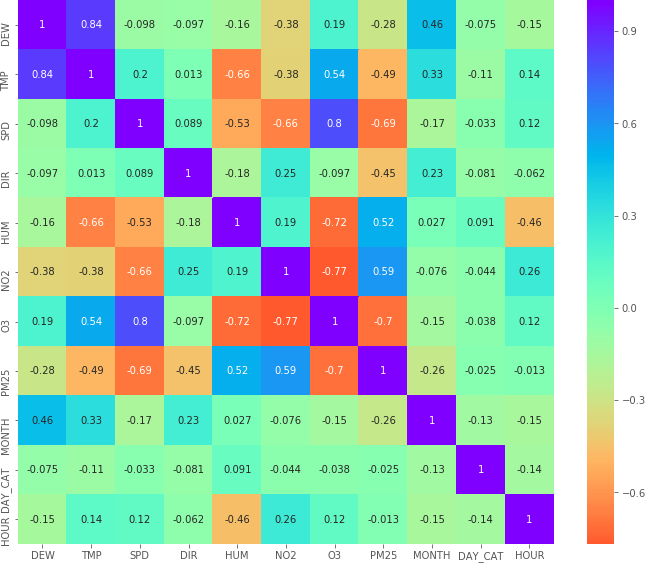 DEW 1 0.84 -0.098 -0.097 -0.16 -0.38 0.19 -0.28 0.46 -0.075 -0.15
TMP 0.84 1 0.2 0.013 -0.66 -0.38 0.54 -0.49 0.33 -0.11 0.14
SPD -0.098 0.2 1 0.089 -0.53 -0.66 0.8 -0.69 -0.17 -0.033 0.12
DIR -0.097 0.013 0.089 1 -0.18 0.25 -0.097 -0.45 0.23 -0.081 -0.062
HUM -0.16 -0.66 -0.53 -0.18 1 0.19 -0.72 0.52 0.027 0.091 -0.46
NO2 -0.38 -0.38 -0.66 0.25 0.19 1 -0.77 0.59 -0.076 -0.044 0.26
O3 0.19 0.54 0.8 -0.097 -0.72 -0.77 1 -0.7 -0.15 -0.038 0.12
PM25 -0.28 -0.49 -0.69 -0.45 0.52 0.59 -0.7 1 -0.26 -0.025 -0.013
MONTH 0.46 0.33 -0.17 0.23 0.027 -0.076 -0.15 -0.26 1 -0.13 -0.15
DAY_CAT -0.075 -0.11 -0.033 -0.081 0.091 -0.044 -0.038 -0.025 -0.13 1 -0.14
HOUR -0.15 0.14 0.12 -0.062 -0.46 0.26 0.12 -0.013 -0.15 -0.14 1
DEW TMP SPD DIR HUM NO2 O3 PM25 MONTH DAY_CAT HOUR
0.9
0.6
0.3
0.0
−0.3
−0.6